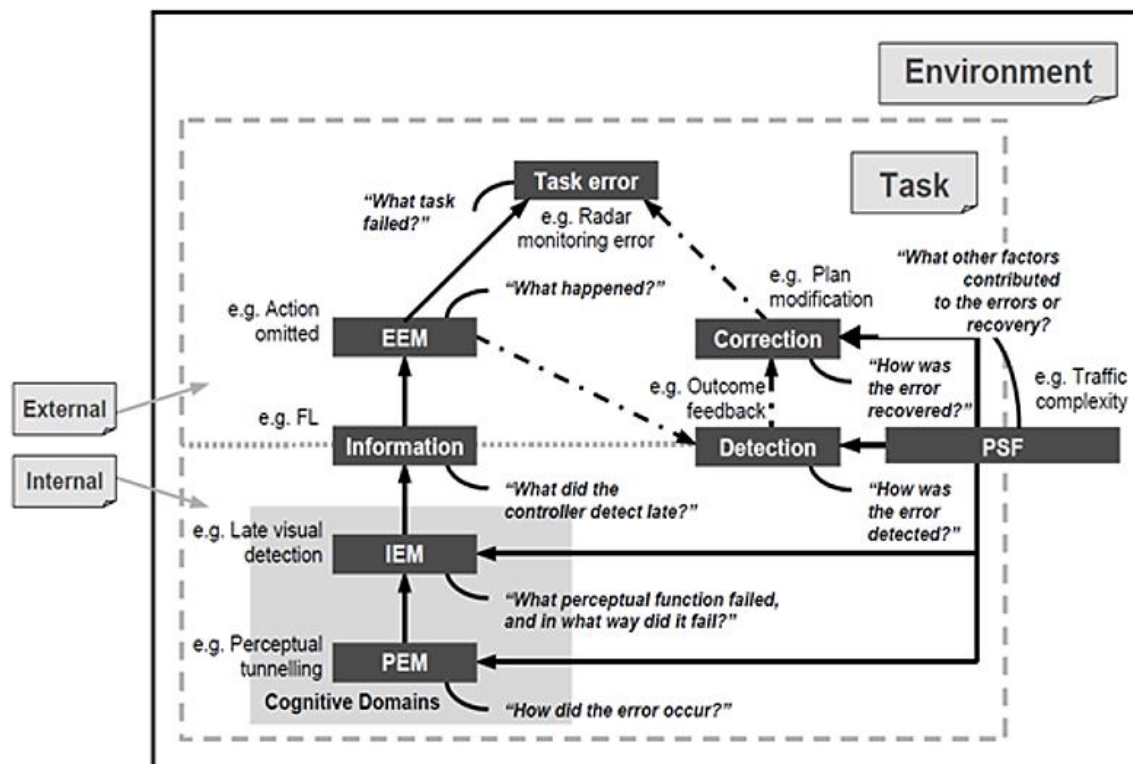 Environment
Task
Task error
“What task
failed?”
e.g. Radar
monitoring error
“What other factors
contributed
to the errors or
recovery?
e.g. Plan
modification
“What happened?”
e.g. Action
omitted
EEM
Correction
“How was
the error
recovered?”
e.g. Traffic
complexity
External
e.g. FL
e.g. Outcome
feedback
Information
Detection
PSF
Internal
“What did the
controller detect late?”
“How was
the error
detected?”
e.g. Late visual
detection
IEM
“What perceptual function failed,
and in what way did it fail?”
e.g. Perceptual
tunnelling
PEM
Cognitive Domains
“How did the error occur?”